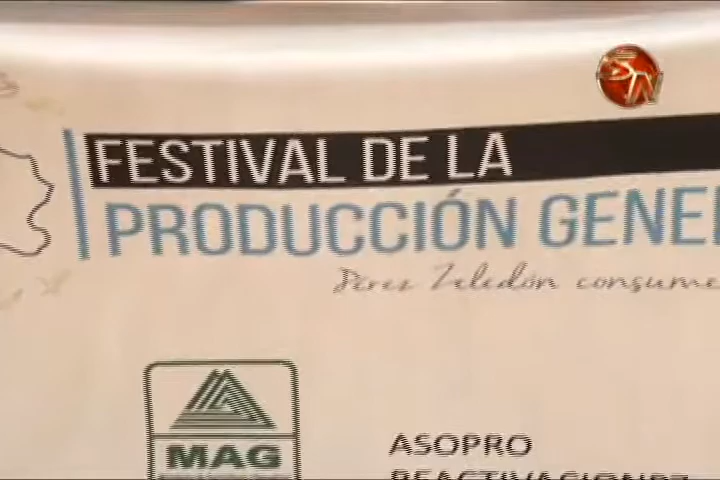 FESTIVAL DE LA
PRODUCCIÓN GENE
Pérez Zeledón consume
MAG
ASOPRO